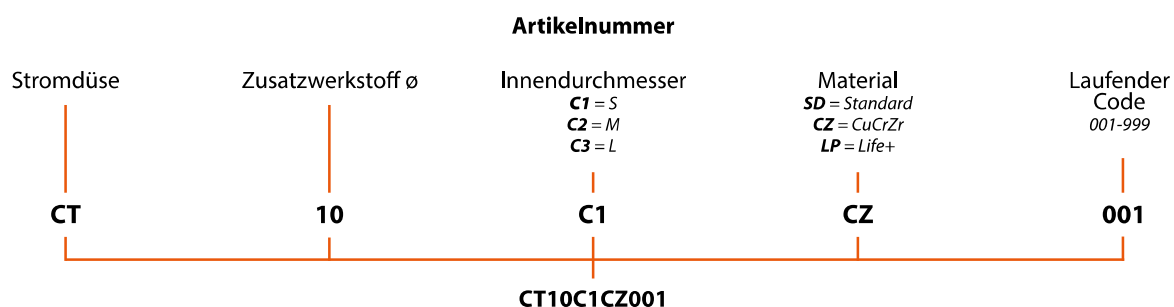 Artikelnummer
Stromdüse
Zusatzwerkstoff ø
Innendurchmesser
C1 = S
C2 = M
C3 = L
Material
SD = Standard
CZ = CuCrZr
LP = Life+
Laufender
Code
001-999
CT
10
C1
CZ
001
CT10C1CZ001